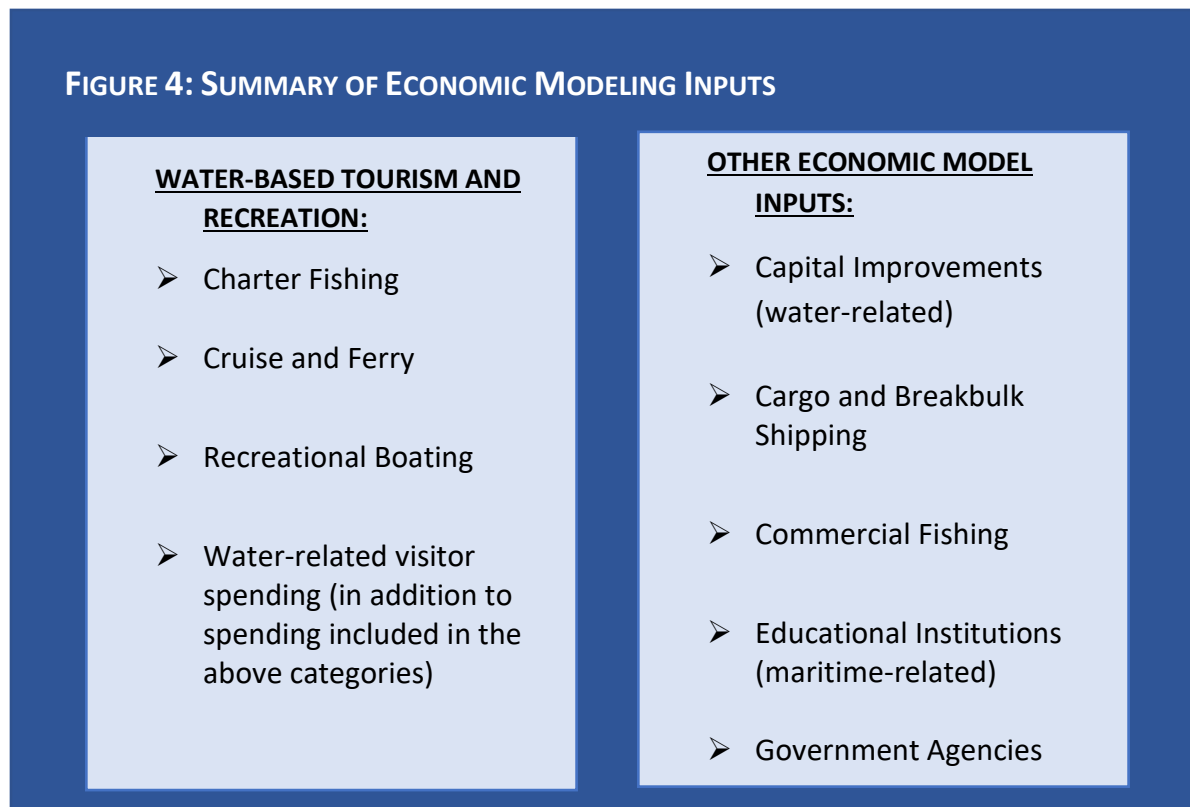 FIGURE 4: SUMMARY OF ECONOMIC MODELING INPUTS
WATER-BASED TOURISM AND
RECREATION:
➢ Charter Fishing
➢ Cruise and Ferry
➢ Recreational Boating
➢ Water-related visitor
spending (in addition to
spending included in the
above categories)
OTHER ECONOMIC MODEL
INPUTS:
➢ Capital Improvements
(water-related)
➢ Cargo and Breakbulk
Shipping
➢ Commercial Fishing
➢ Educational Institutions
(maritime-related)
➢ Government Agencies